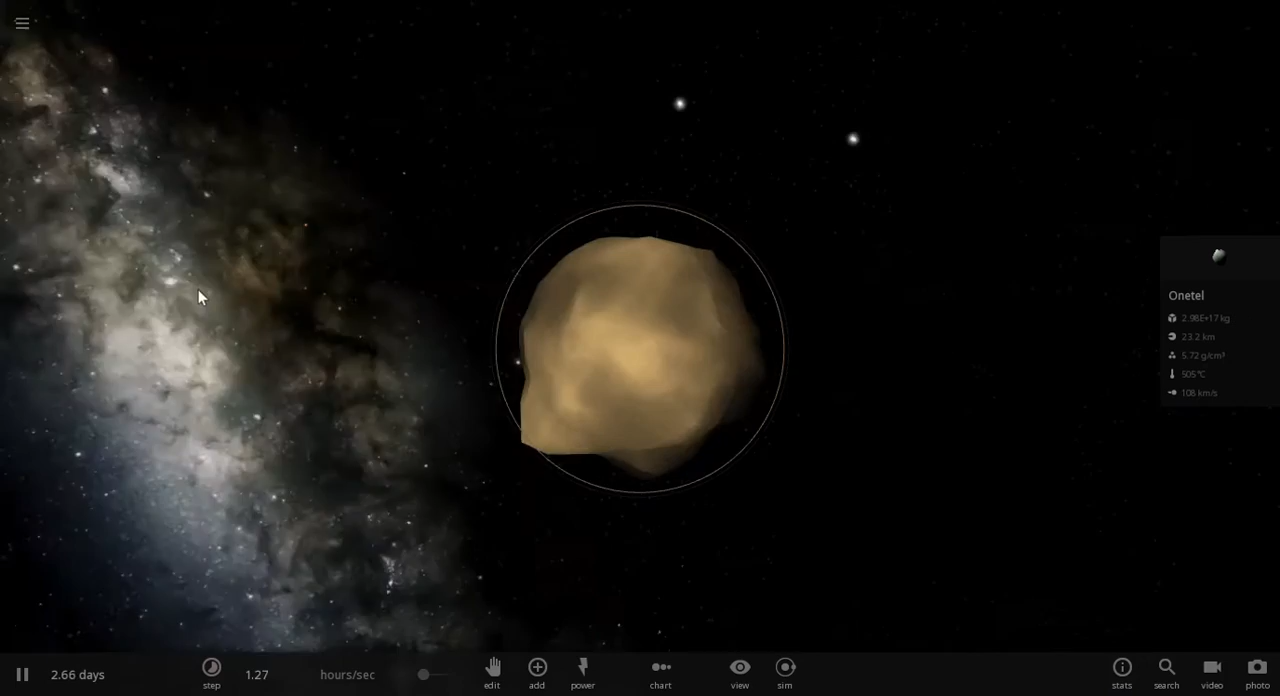 Onetel
2.98E+17 kg
23.2 km
5.72 g/cm³
505 °C
108 km/s
2.66 days
step
1.27
hours/sec
edit
add
power
chart
view
sim
stats
search
video
photo